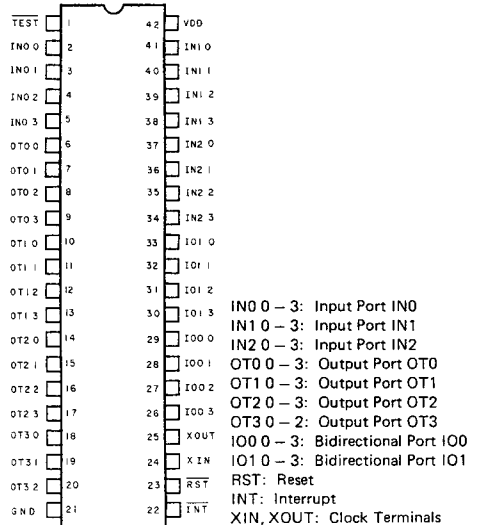 TEST 1 42 VDD
IN0 0 2 41 IN1 0
IN0 1 3 40 IN1 1
IN0 2 4 39 IN1 2
IN0 3 5 38 IN1 3
OT0 0 6 37 IN2 0
OT0 1 7 36 IN2 1
OT0 2 8 35 IN2 2
OT0 3 9 34 IN2 3
OT1 0 10 33 IO1 0
OT1 1 11 32 IO1 1
OT1 2 12 31 IO1 2
OT1 3 13 30 IO1 3
OT2 0 14 29 IO0 0
OT2 1 15 28 IO0 1
OT2 2 16 27 IO0 2
OT2 3 17 26 IO0 3
OT3 0 18 25 XOUT
OT3 1 19 24 XIN
OT3 2 20 23 RST
GND 21 22 INT
IN0 0 – 3: Input Port IN0
IN1 0 – 3: Input Port IN1
IN2 0 – 3: Input Port IN2
OT0 0 – 3: Output Port OT0
OT1 0 – 3: Output Port OT1
OT2 0 – 3: Output Port OT2
OT3 0 – 2: Output Port OT3
IO0 0 – 3: Bidirectional Port IO0
IO1 0 – 3: Bidirectional Port IO1
RST: Reset
INT: Interrupt
XIN, XOUT: Clock Terminals